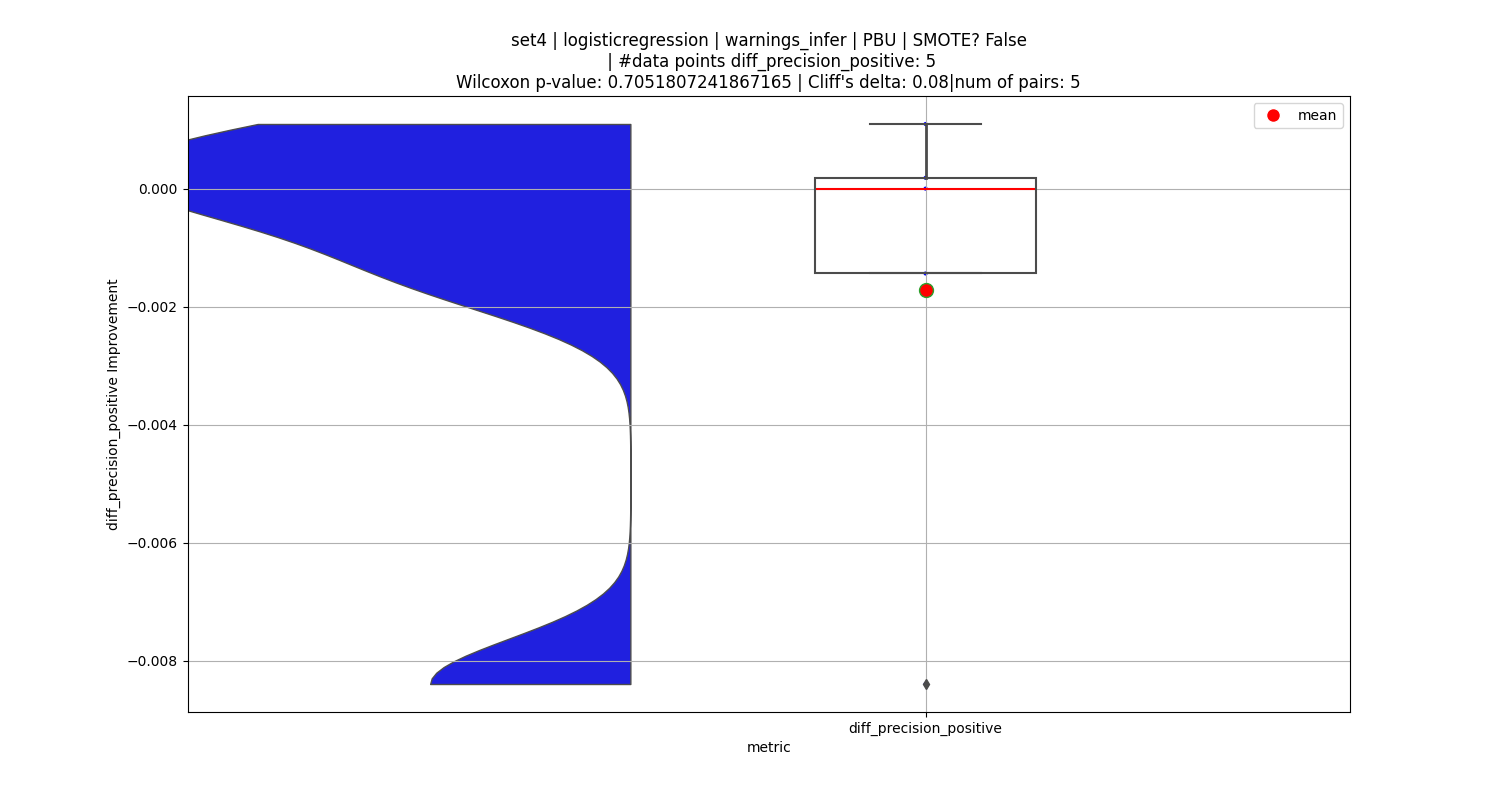 set4 | logisticregression | warnings_infer | PBU | SMOTE? False
| #data points diff_precision_positive: 5
Wilcoxon p-value: 0.7051807241867165 | Cliff's delta: 0.08|num of pairs: 5
mean
0.000
−0.002
−0.004
−0.006
−0.008
diff_precision_positive Improvement
diff_precision_positive
metric